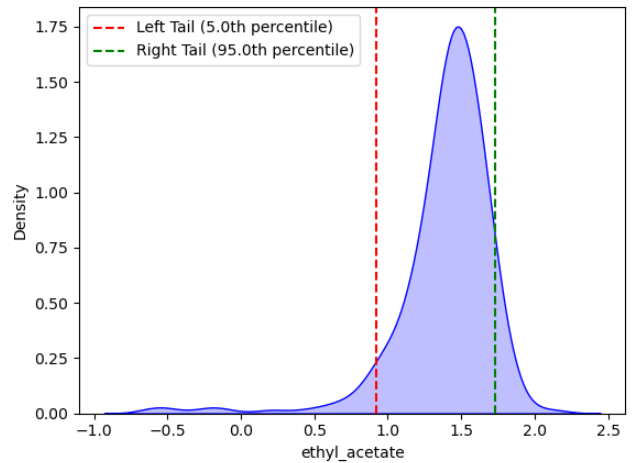 Left Tail (5.0th percentile)
Right Tail (95.0th percentile)
Density
1.75
1.50
1.25
1.00
0.75
0.50
0.25
0.00
−1.0 −0.5 0.0 0.5 1.0 1.5 2.0 2.5
ethyl_acetate